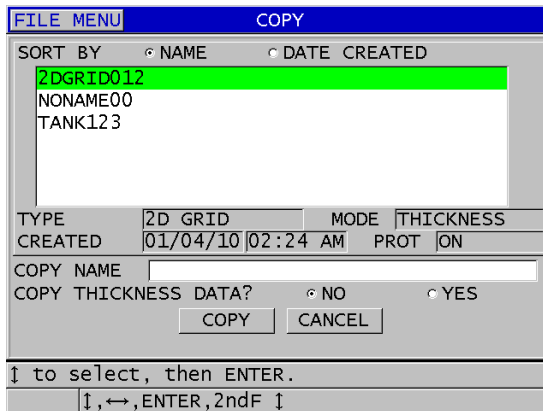 FILE MENU COPY
SORT BY NAME DATE CREATED
2DGRID012
NONAME00
TANK123
TYPE 2D GRID MODE THICKNESS
CREATED 01/04/10 02:24 AM PROT ON
COPY NAME
COPY THICKNESS DATA? NO YES
COPY CANCEL
↕ to select, then ENTER.
↕,↔,ENTER,2ndF ↕